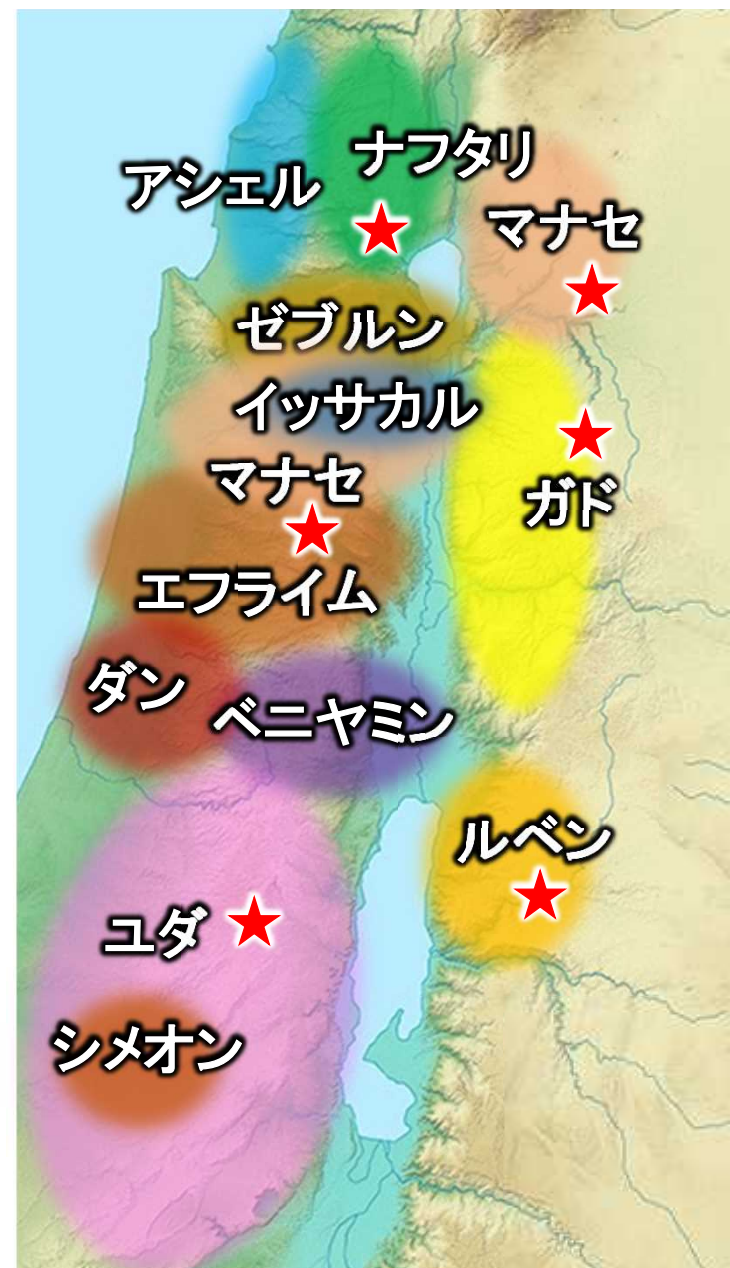 ナフタリ
アシェル
マナセ
ゼブルン
イッサカル
マナセ
ガド
エフライム
ダン
ベニヤミン
ルベン
ユダ
シメオン